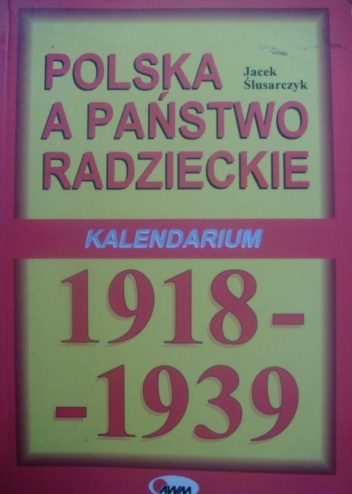 POLSKA
Jacek
Ślusarczyk
A PAŃSTWO
RADZIECKIE
KALENDARIUM
1918-
-1939
AWM